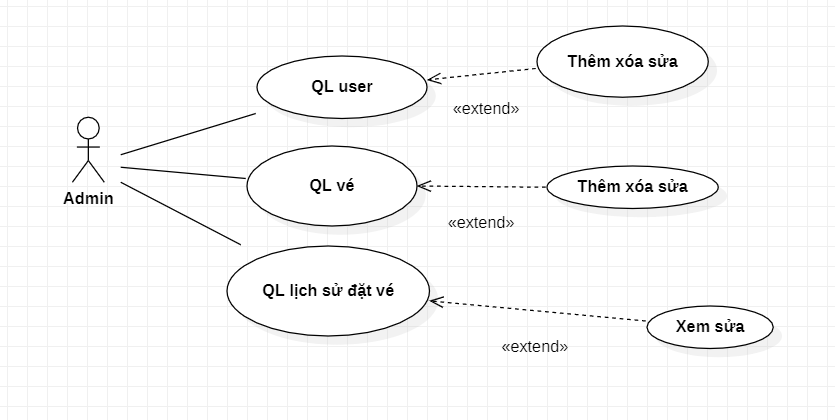 Thêm xóa sửa
QL user
«extend»
Admin
QL vé
Thêm xóa sửa
«extend»
QL lịch sử đặt vé
Xem sửa
«extend»